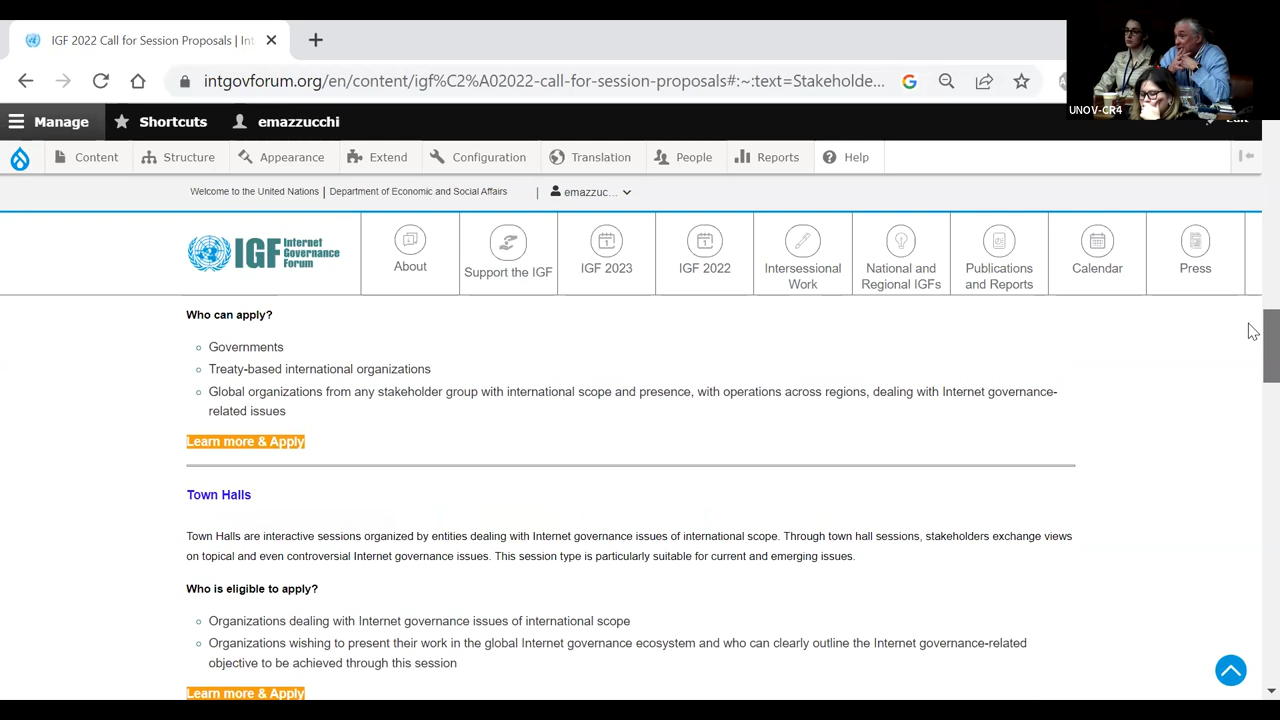 IGF 2022 Call for Session Proposals | Int
intgovforum.org/en/content/igf%C2%A02022-call-for-session-proposals#:~:text=Stakeholde...
UNOV-CR4
Manage
Shortcuts
emazzucchi
Edit
Content
Structure
Appearance
Extend
Configuration
Translation
People
Reports
Help
Welcome to the United Nations | Department of Economic and Social Affairs
| emazzuc...
IGF Internet
Governance
Forum
About
Support the IGF
IGF 2023
IGF 2022
Intersessional
Work
National and
Regional IGFs
Publications
and Reports
Calendar
Press
Who can apply?
Governments
Treaty-based international organizations
Global organizations from any stakeholder group with international scope and presence, with operations across regions, dealing with Internet governance-
related issues
Learn more & Apply
Town Halls
Town Halls are interactive sessions organized by entities dealing with Internet governance issues of international scope. Through town hall sessions, stakeholders exchange views
on topical and even controversial Internet governance issues. This session type is particularly suitable for current and emerging issues.
Who is eligible to apply?
Organizations dealing with Internet governance issues of international scope
Organizations wishing to present their work in the global Internet governance ecosystem and who can clearly outline the Internet governance-related
objective to be achieved through this session
Learn more & Apply